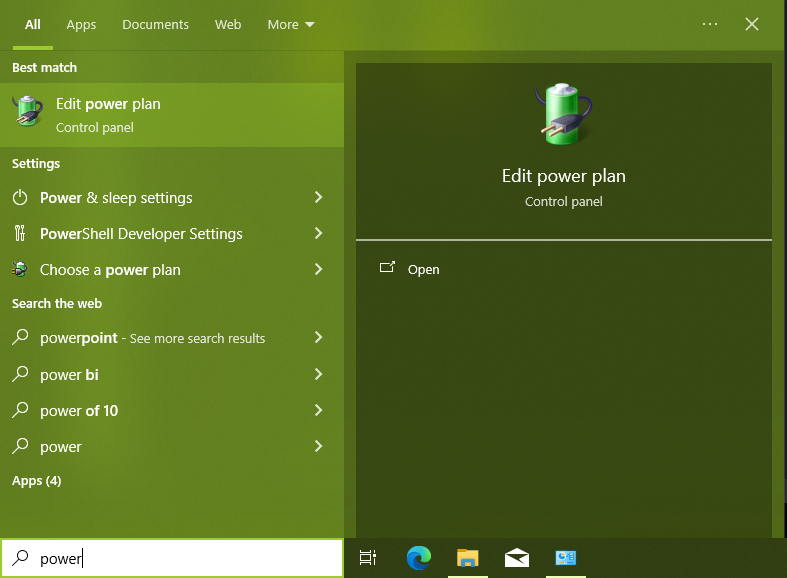 All Apps Documents Web More
Best match
Edit power plan
Control panel
Settings
Power & sleep settings
PowerShell Developer Settings
Choose a power plan
Search the web
powerpoint - See more search results
power bi
power of 10
power
Apps (4)
Edit power plan
Control panel
Open
power